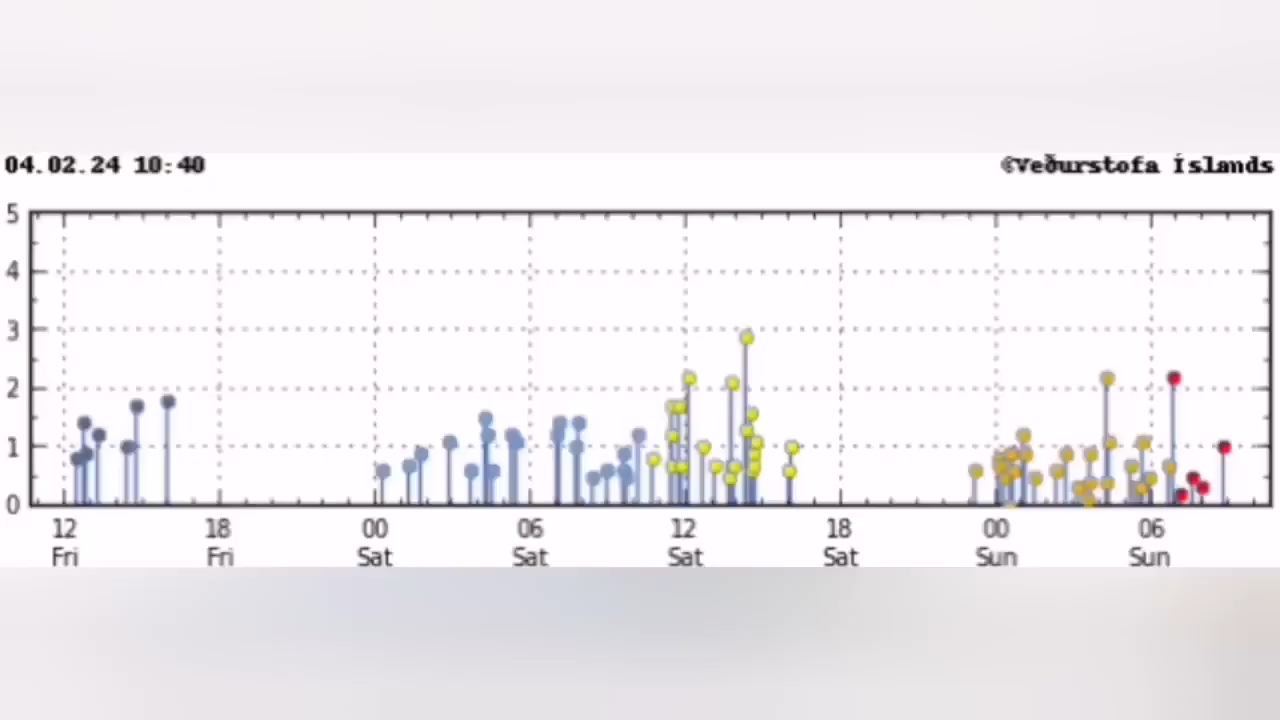 04.02.24 10:40
©Veðurstofa Íslands
5
4
3
2
1
0
12 18 00 06 12 18 00 06
Fri Fri Sat Sat Sat Sat Sun Sun